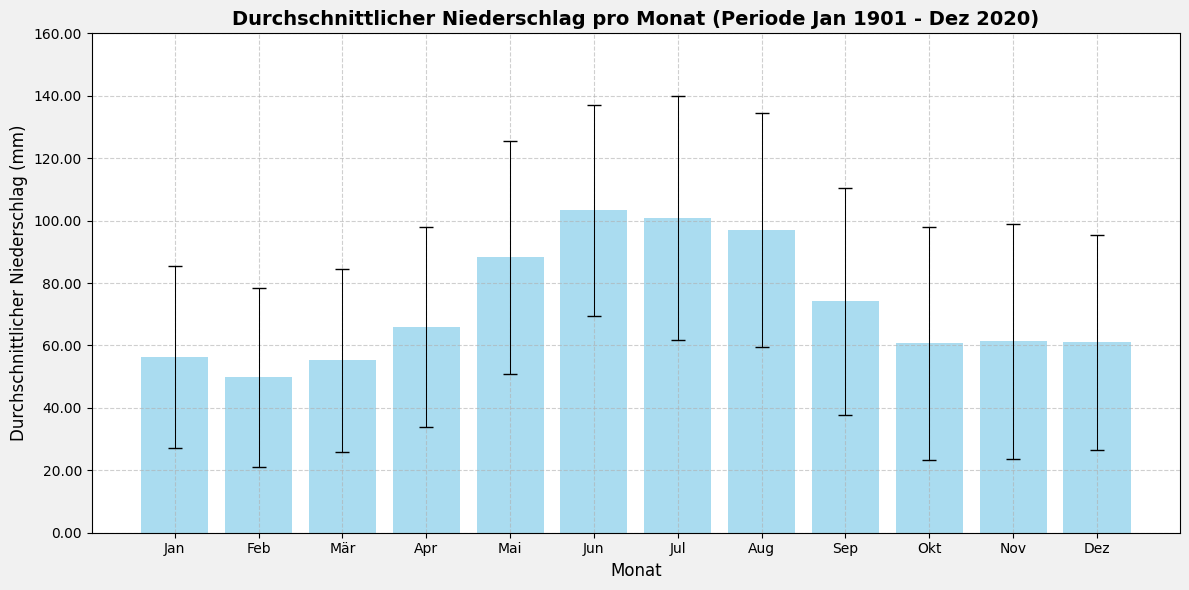 Durchschnittlicher Niederschlag pro Monat (Periode Jan 1901 - Dez 2020)
Durchschnittlicher Niederschlag (mm)
160.00
140.00
120.00
100.00
80.00
60.00
40.00
20.00
0.00
Jan Feb Mär Apr Mai Jun Jul Aug Sep Okt Nov Dez
Monat